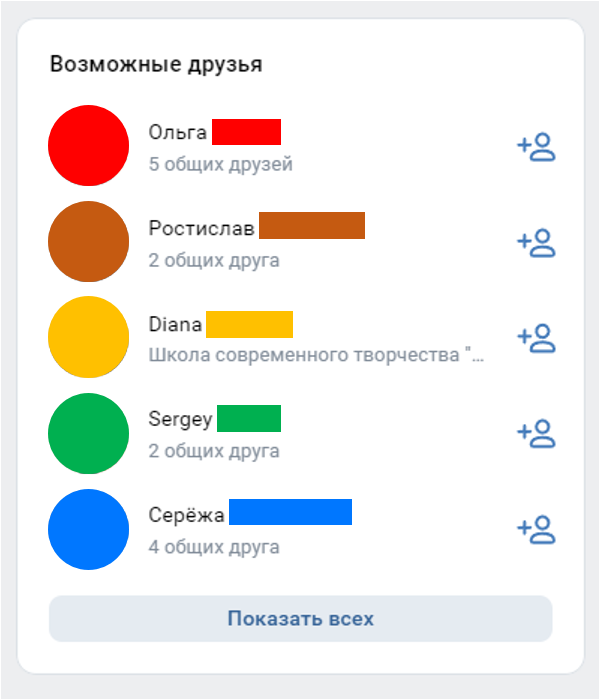 Возможные друзья
Ольга
5 общих друзей
Ростислав
2 общих друга
Diana
Школа современного творчества "...
Sergey
2 общих друга
Серёжа
4 общих друга
Показать всех